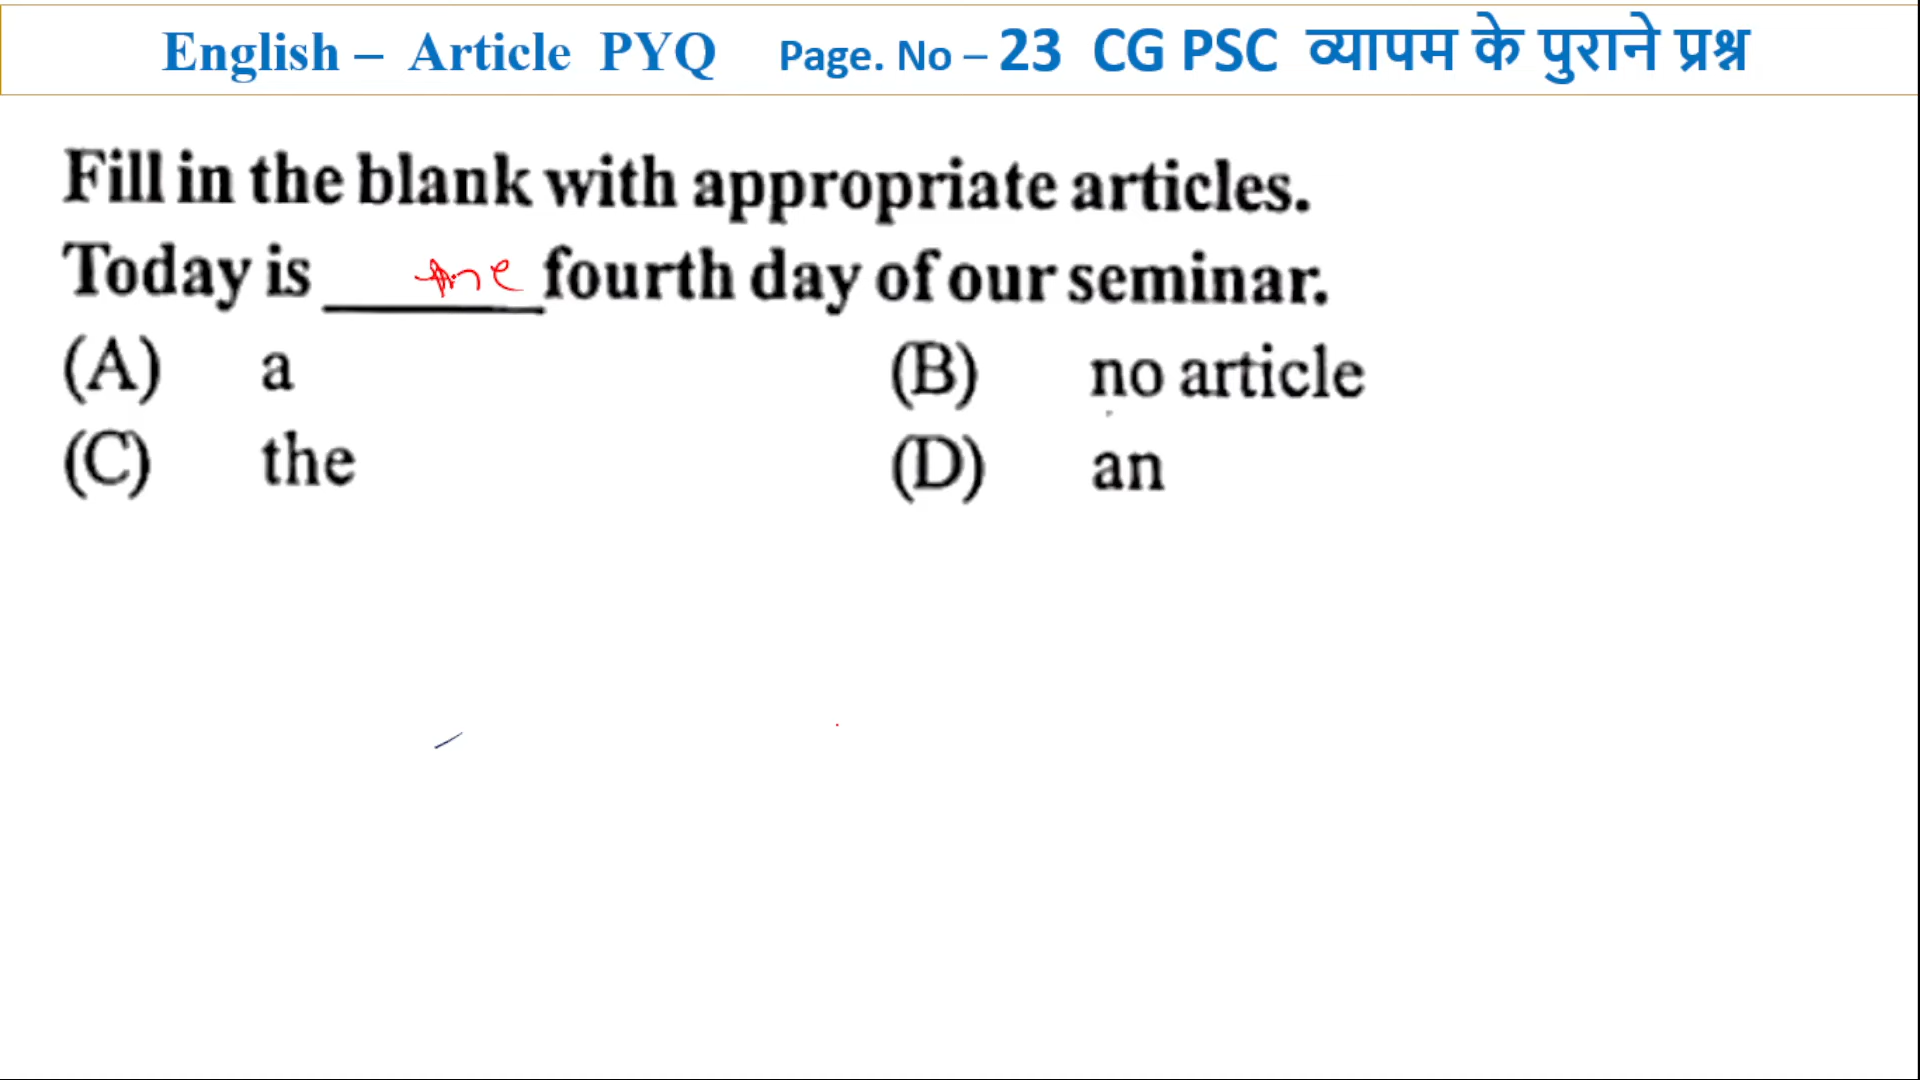 English – Article PYQ Page. No – 23 CG PSC व्यापम के पुराने प्रश्न
Fill in the blank with appropriate articles.
Today is ______ the fourth day of our seminar.
(A) a (B) no article
(C) the (D) an